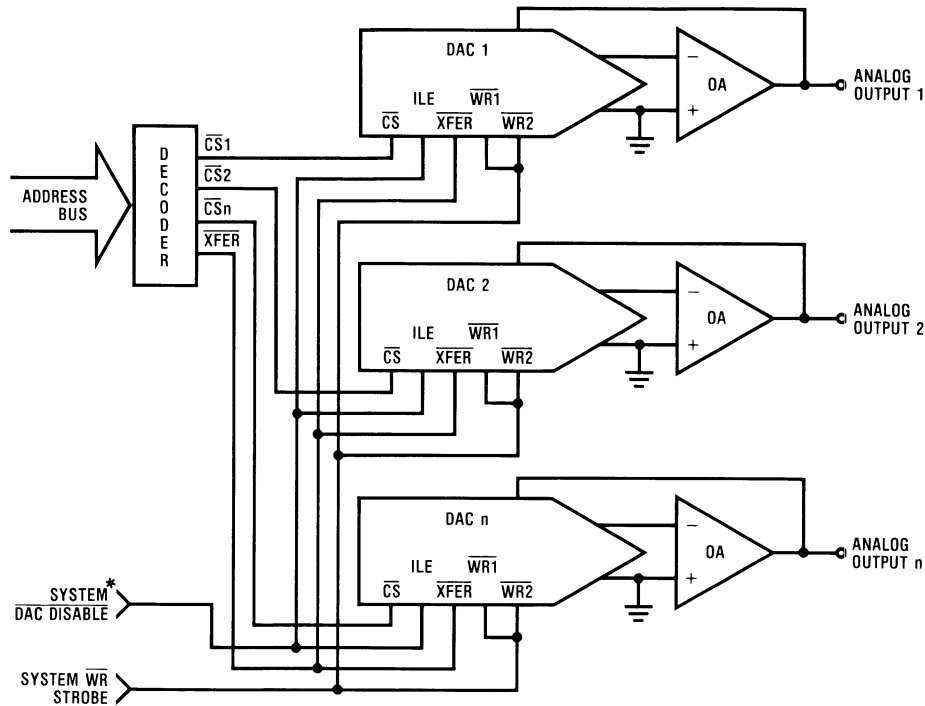 DAC 1
ILE
WR1
CS
XFER
WR2
−
OA
+
ANALOG
OUTPUT 1
ADDRESS
BUS
DECODER
CS1
CS2
CSn
XFER
DAC 2
ILE
WR1
CS
XFER
WR2
−
OA
+
ANALOG
OUTPUT 2
DAC n
ILE
WR1
CS
XFER
WR2
−
OA
+
ANALOG
OUTPUT n
SYSTEM*
DAC DISABLE
SYSTEM WR
STROBE